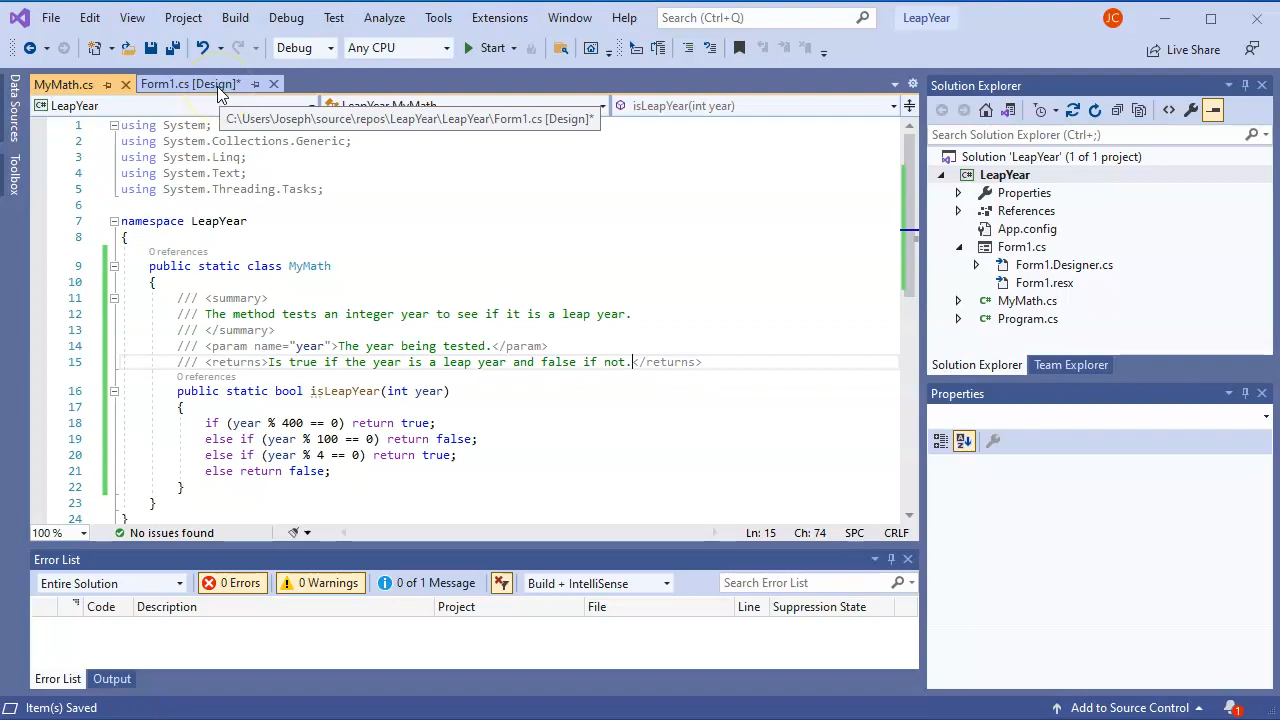 File Edit View Project Build Debug Test Analyze Tools Extensions Window Help Search (Ctrl+Q) LeapYear JC
Debug Any CPU Start Live Share
Data Sources
Toolbox
MyMath.cs Form1.cs [Design]*
LeapYear LeapYear.MyMath isLeapYear(int year)
C:\Users\Joseph\source\repos\LeapYear\LeapYear\Form1.cs [Design]*
1 using System;
2 using System.Collections.Generic;
3 using System.Linq;
4 using System.Text;
5 using System.Threading.Tasks;
6
7 namespace LeapYear
8 {
0 references
9 public static class MyMath
10 {
11 /// <summary>
12 /// The method tests an integer year to see if it is a leap year.
13 /// </summary>
14 /// <param name="year">The year being tested.</param>
15 /// <returns>Is true if the year is a leap year and false if not.</returns>
0 references
16 public static bool isLeapYear(int year)
17 {
18 if (year % 400 == 0) return true;
19 else if (year % 100 == 0) return false;
20 else if (year % 4 == 0) return true;
21 else return false;
22 }
23 }
24 }
100 % No issues found Ln: 15 Ch: 74 SPC CRLF
Error List
Entire Solution 0 Errors 0 Warnings 0 of 1 Message Build + IntelliSense Search Error List
Code Description Project File Line Suppression State
Error List Output
Solution Explorer
Search Solution Explorer (Ctrl+;)
Solution 'LeapYear' (1 of 1 project)
LeapYear
Properties
References
App.config
Form1.cs
Form1.Designer.cs
Form1.resx
MyMath.cs
Program.cs
Solution Explorer Team Explorer
Properties
Item(s) Saved Add to Source Control 1